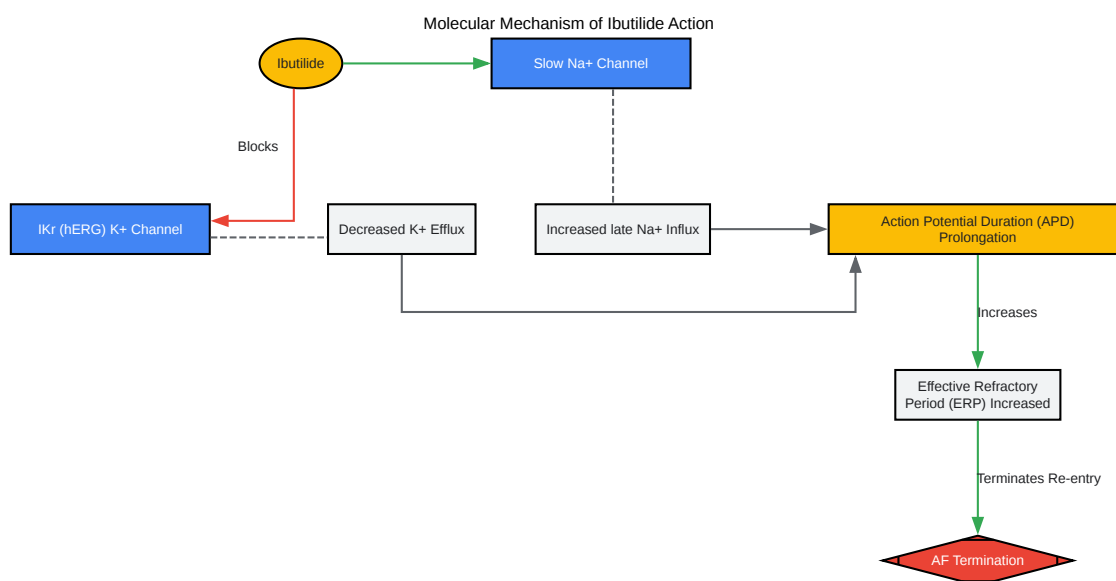 Molecular Mechanism of Ibutilide Action
Ibutilide
Slow Na+ Channel
Blocks
IKr (hERG) K+ Channel
Decreased K+ Efflux
Increased late Na+ Influx
Action Potential Duration (APD)
Prolongation
Increases
Effective Refractory
Period (ERP) Increased
Terminates Re-entry
AF Termination